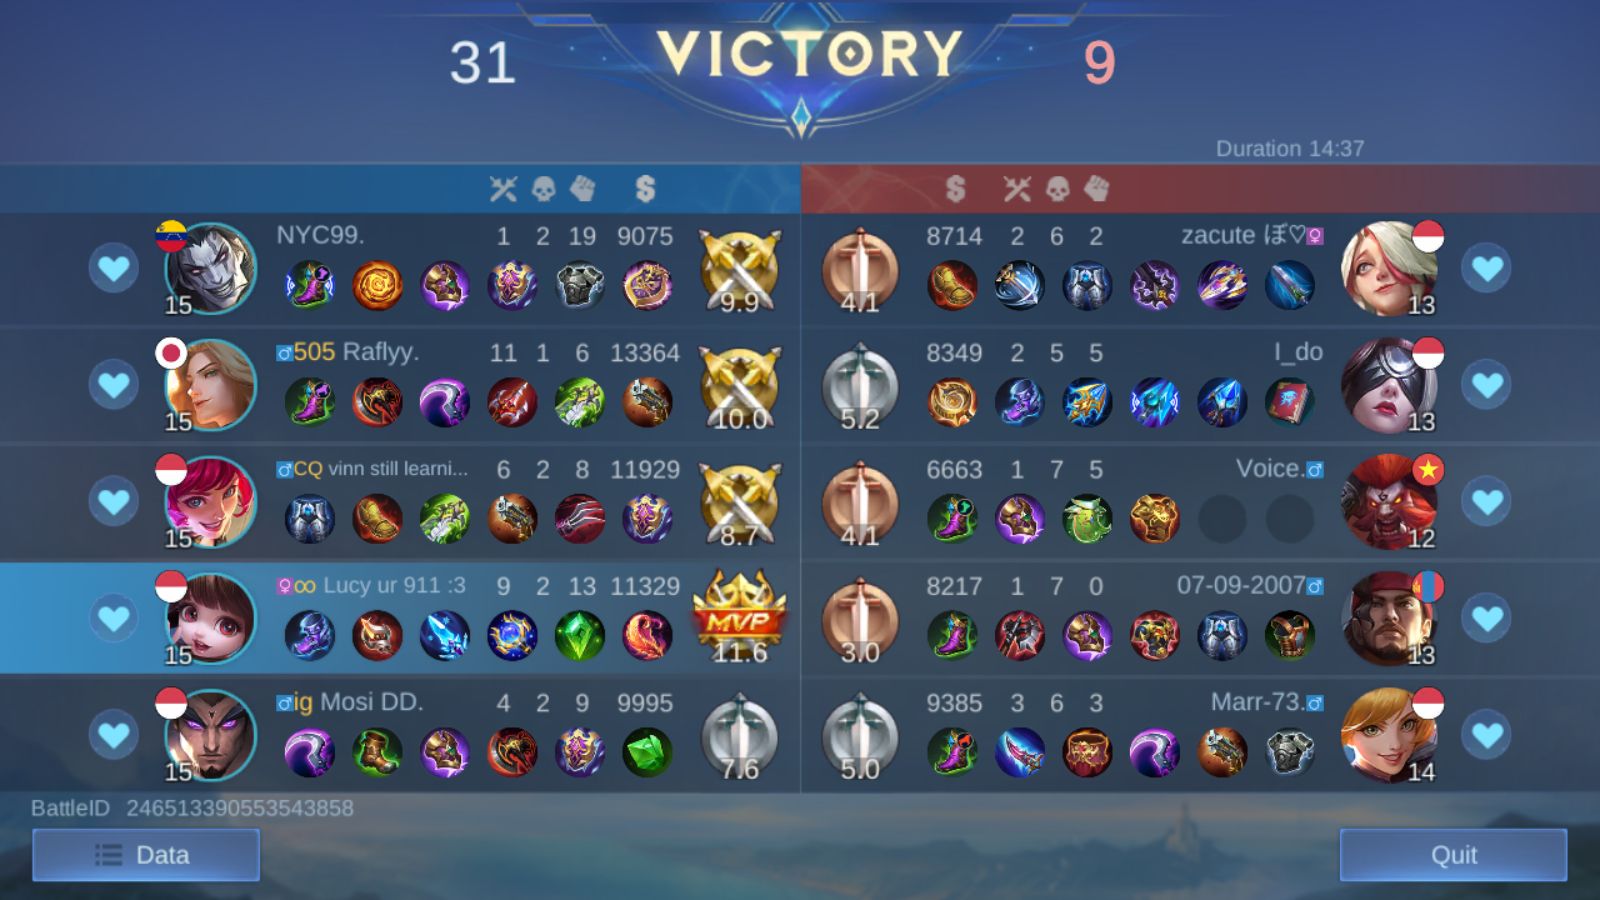 VICTORY
31
9
Duration 14:37
NYC99. 1 2 19 9075
15
9.9
4.1
8714 2 6 2 zacute ぼ♡♀
13
♂505 Raflyy. 11 1 6 13364
15
10.0
5.2
8349 2 5 5 I_do
13
♂CQ vinn still learni... 6 2 8 11929
15
8.7
4.1
6663 1 7 5 Voice.♂
12
♀∞ Lucy ur 911 :3 9 2 13 11329
15
MVP
11.6
3.0
8217 1 7 0 07-09-2007♂
13
♂ig Mosi DD. 4 2 9 9995
15
7.6
5.0
9385 3 6 3 Marr-73.♂
14
BattleID 246513390553543858
Data
Quit